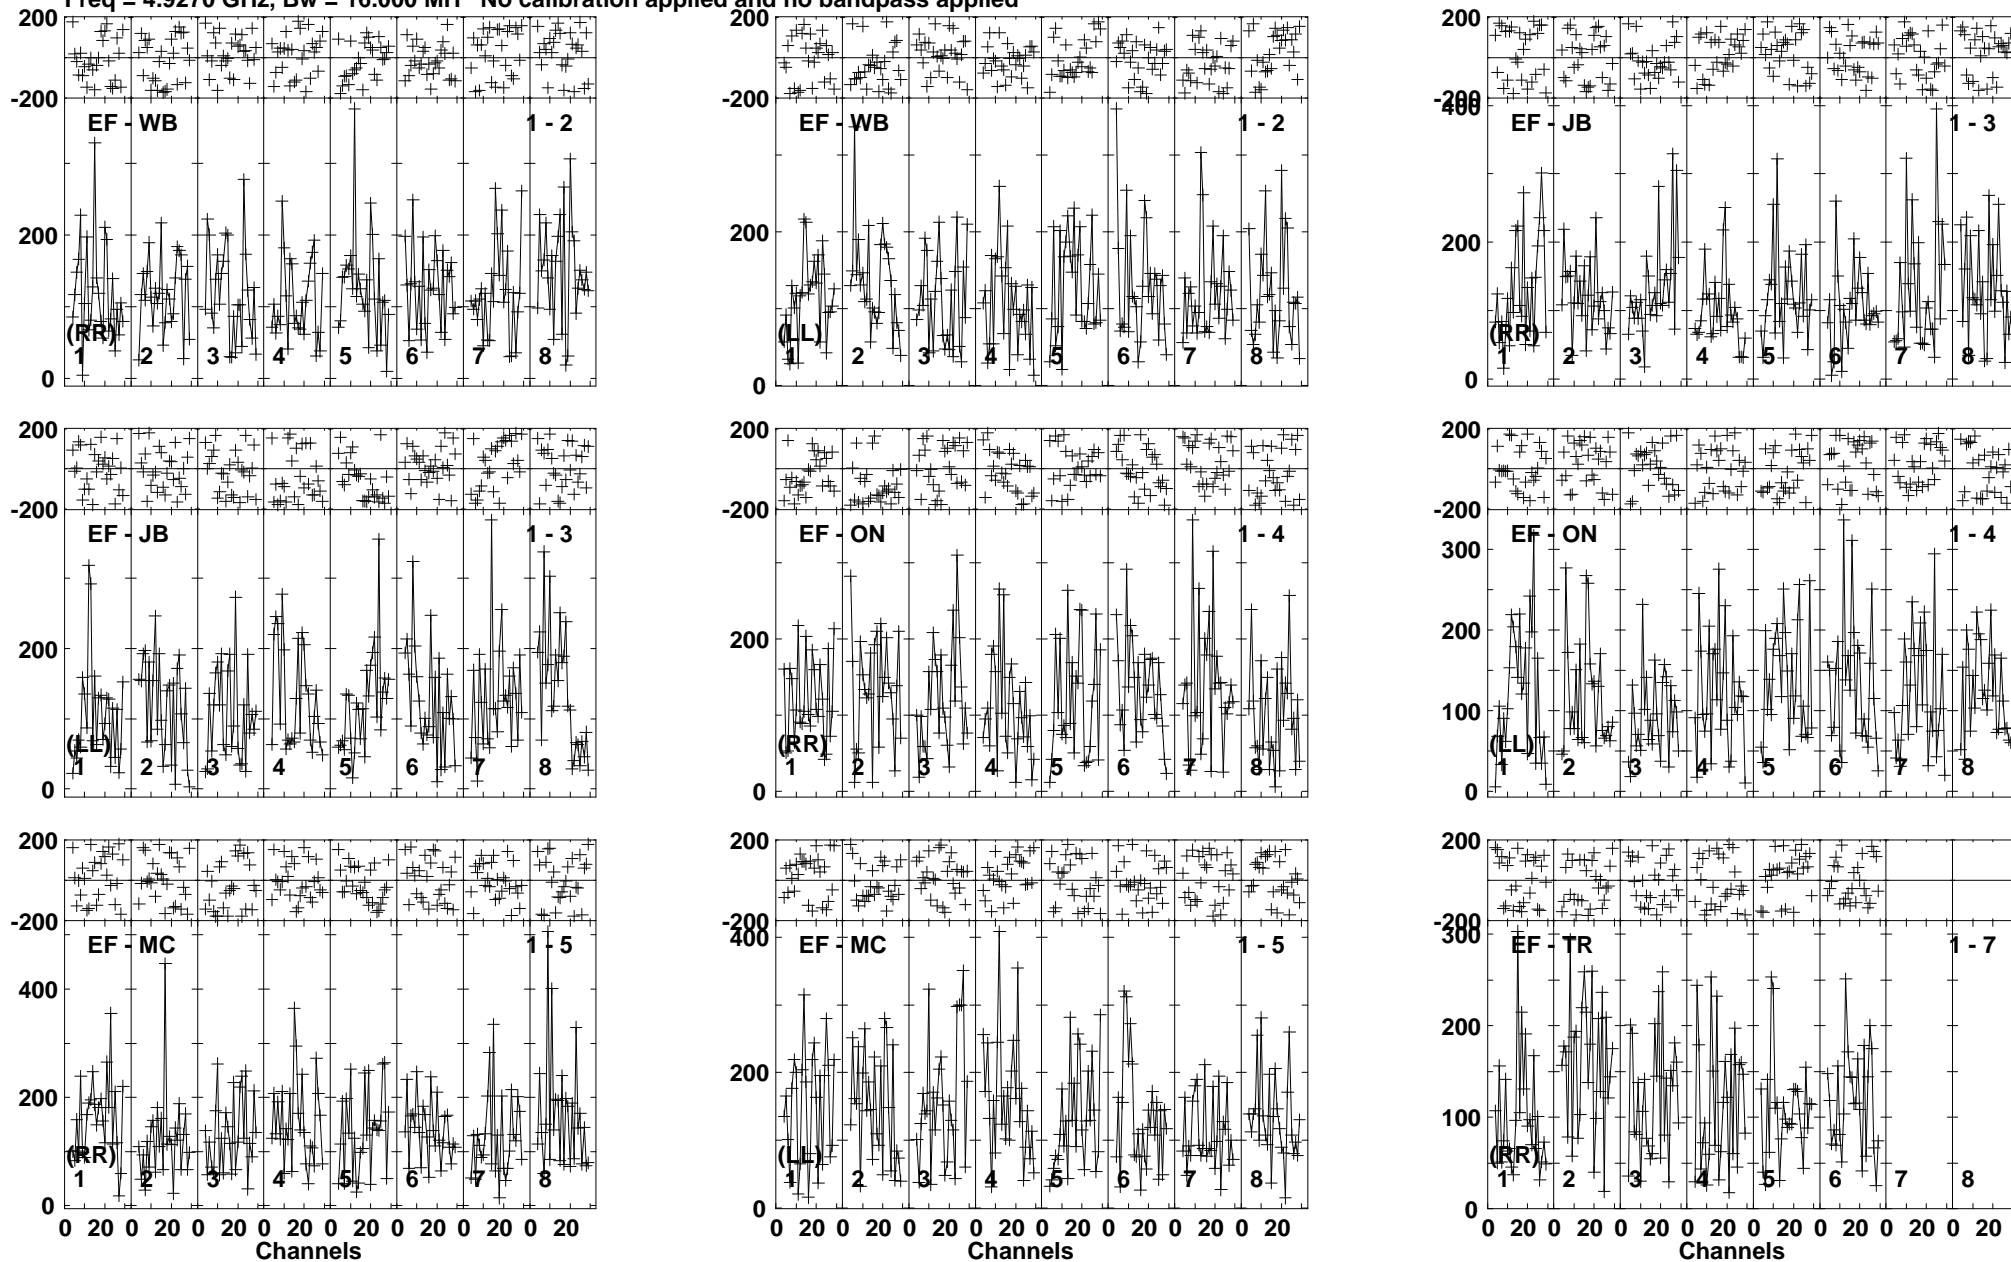 Freq = 4.9270 GHz, Bw = 16.000 MH No calibration applied and no bandpass applied
200 200 200
-200 -200 -200
400
EF - WB 1 - 2 EF - WB 1 - 2 EF - JB 1 - 3
200 200 200
(RR) (LL) (RR)
1 2 3 4 5 6 7 8 1 2 3 4 5 6 7 8 1 2 3 4 5 6 7 8
0 0 0
200 200 200
-200 -200 -200
EF - JB 1 - 3 EF - ON 1 - 4 EF - ON 1 - 4
300
200 200 200
100
(LL) (RR) (LL)
1 2 3 4 5 6 7 8 1 2 3 4 5 6 7 8 1 2 3 4 5 6 7 8
0 0 0
200 200 200
-200 -200 -200
EF - MC 1 - 5 EF - MC 1 - 5 EF - TR 1 - 7
400 400 300
200 200 200
100
(RR) (LL) (RR)
1 2 3 4 5 6 7 8 1 2 3 4 5 6 7 8 1 2 3 4 5 6 7 8
0 0 0
0 20 0 20 0 20 0 20 0 20 0 20 0 20 0 20 0 20 0 20 0 20 0 20 0 20 0 20 0 20 0 20 0 20 0 20 0 20 0 20 0 20 0 20 0 20 0 20
Channels Channels Channels